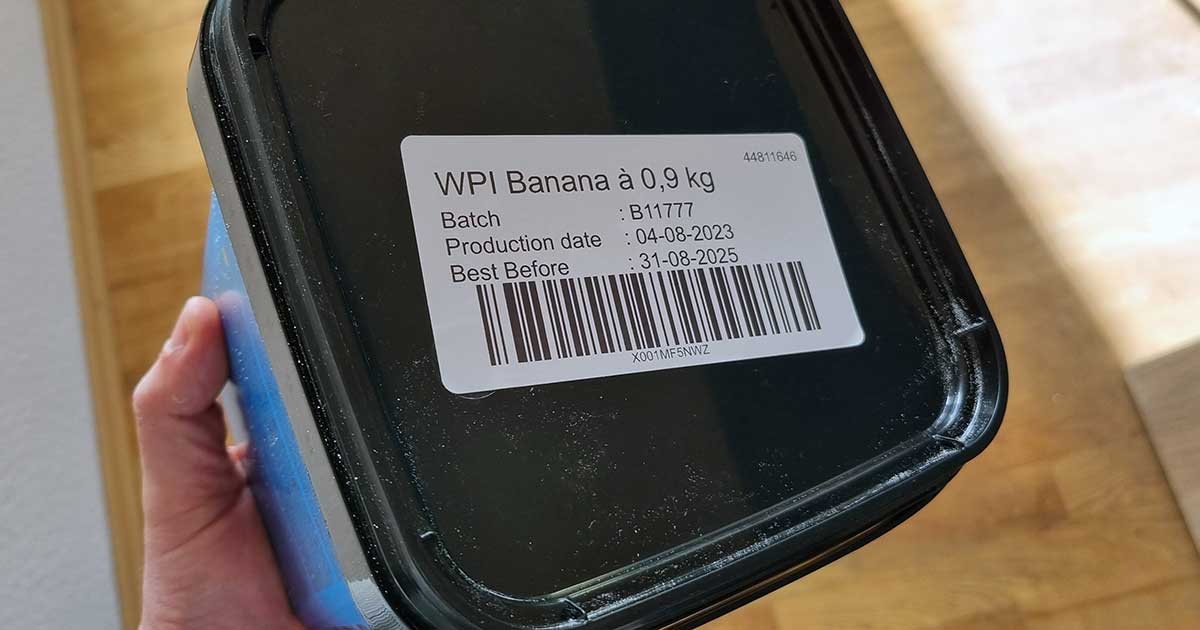 44811646
WPI Banana à 0,9 kg
Batch : B11777
Production date : 04-08-2023
Best Before : 31-08-2025
X001MF5NWZ